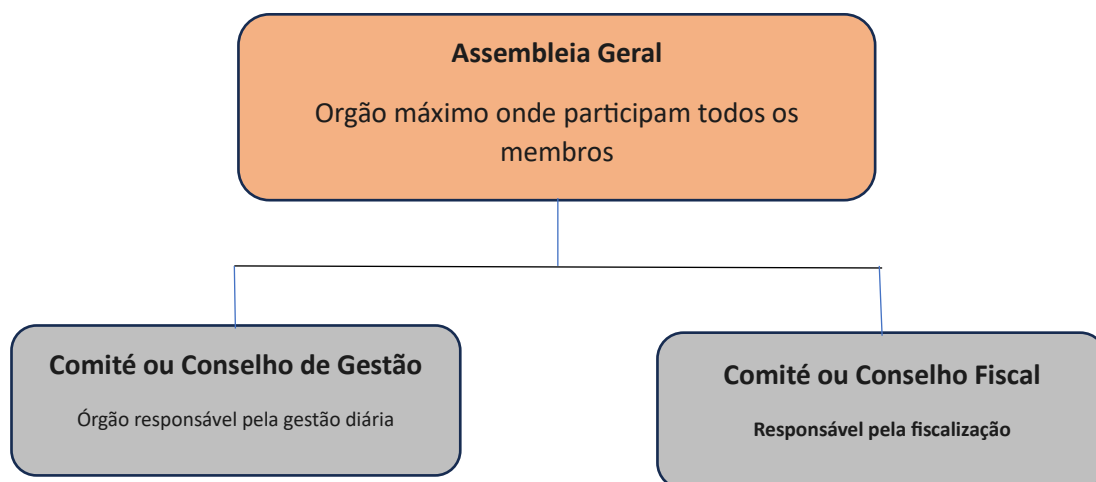 Assembleia Geral
Orgão máximo onde participam todos os
membros
Comité ou Conselho de Gestão
Órgão responsável pela gestão diária
Comité ou Conselho Fiscal
Responsável pela fiscalização